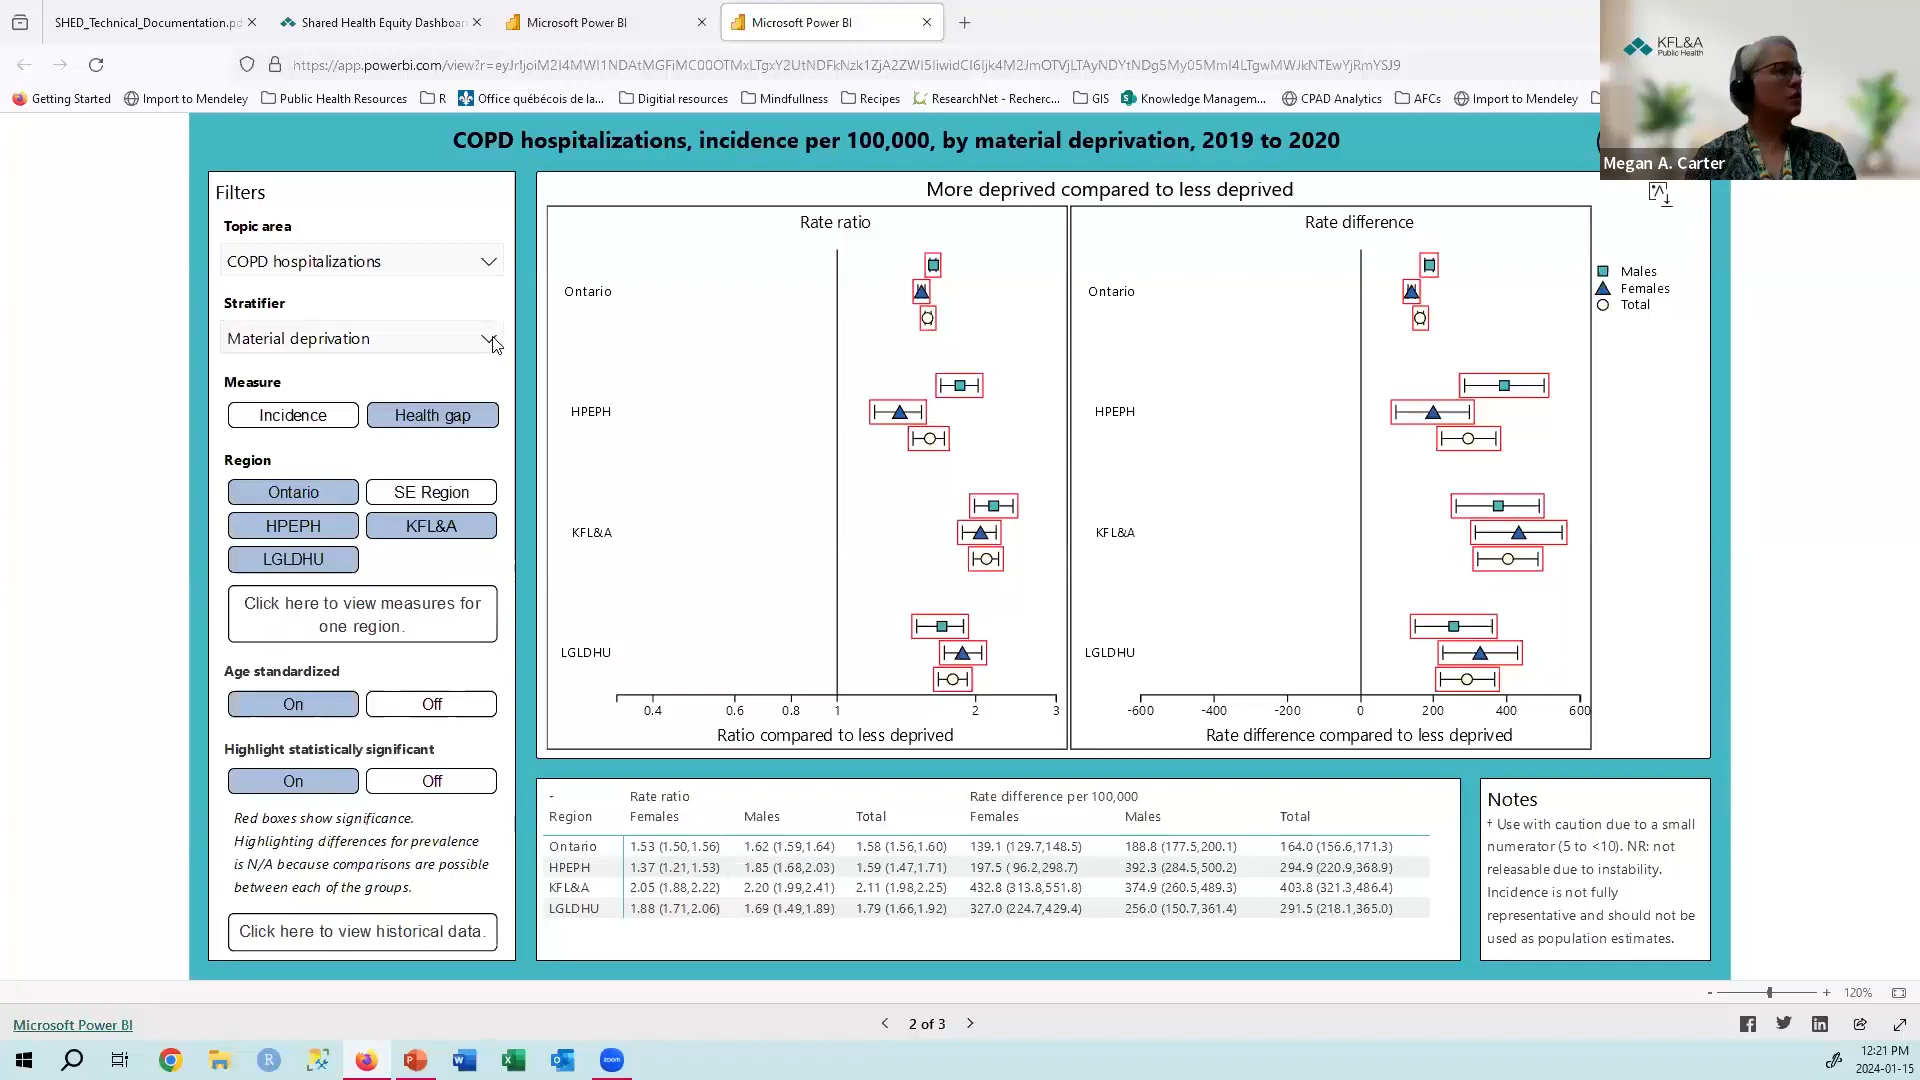 SHED_Technical_Documentation.pd
Shared Health Equity Dashboar
Microsoft Power BI
Microsoft Power BI
Getting Started
Import to Mendeley
Public Health Resources
R
Office québécois de la...
Digitial resources
Mindfullness
Recipes
ResearchNet - Recherc...
GIS
Knowledge Managem...
CPAD Analytics
AFCs
Import to Mendeley
KFL&A
Public Health
Megan A. Carter
COPD hospitalizations, incidence per 100,000, by material deprivation, 2019 to 2020
Filters
Topic area
COPD hospitalizations
Stratifier
Material deprivation
Measure
Incidence Health gap
Region
Ontario SE Region
HPEPH KFL&A
LGLDHU
Click here to view measures for
one region.
Age standardized
On Off
Highlight statistically significant
On Off
Red boxes show significance.
Highlighting differences for prevalence
is N/A because comparisons are possible
between each of the groups.
Click here to view historical data.
More deprived compared to less deprived
Rate ratio
Ontario
HPEPH
KFL&A
LGLDHU
0.4 0.6 0.8 1 2 3
Ratio compared to less deprived
Rate difference
Ontario
HPEPH
KFL&A
LGLDHU
-600 -400 -200 0 200 400 600
Rate difference compared to less deprived
Males
Females
Total
- Rate ratio Rate difference per 100,000
Region Females Males Total Females Males Total
Ontario 1.53 (1.50,1.56) 1.62 (1.59,1.64) 1.58 (1.56,1.60) 139.1 (129.7,148.5) 188.8 (177.5,200.1) 164.0 (156.6,171.3)
HPEPH 1.37 (1.21,1.53) 1.85 (1.68,2.03) 1.59 (1.47,1.71) 197.5 ( 96.2,298.7) 392.3 (284.5,500.2) 294.9 (220.9,368.9)
KFL&A 2.05 (1.88,2.22) 2.20 (1.99,2.41) 2.11 (1.98,2.25) 432.8 (313.8,551.8) 374.9 (260.5,489.3) 403.8 (321.3,486.4)
LGLDHU 1.88 (1.71,2.06) 1.69 (1.49,1.89) 1.79 (1.66,1.92) 327.0 (224.7,429.4) 256.0 (150.7,361.4) 291.5 (218.1,365.0)
Notes
† Use with caution due to a small
numerator (5 to <10). NR: not
releasable due to instability.
Incidence is not fully
representative and should not be
used as population estimates.
- + 120%
Microsoft Power BI
2 of 3
R
zoom
12:21 PM
2024-01-15